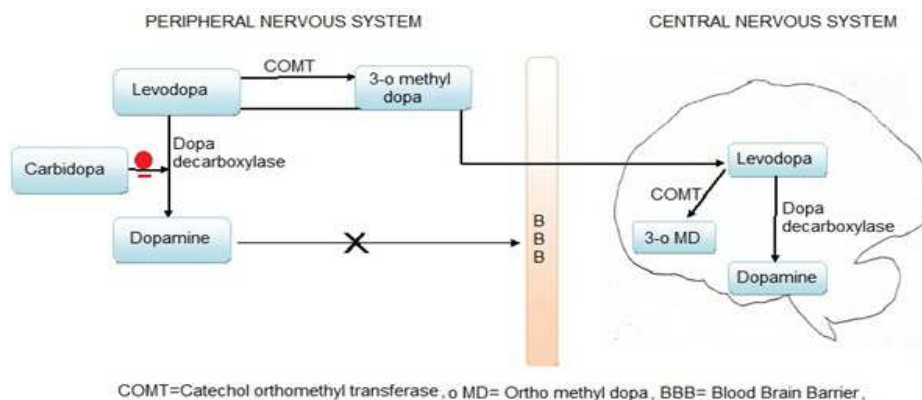 PERIPHERAL NERVOUS SYSTEM
CENTRAL NERVOUS SYSTEM
COMT
Levodopa
3-o methyl
dopa
Dopa
decarboxylase
Carbidopa
Dopamine
B
B
B
Levodopa
COMT
3-o MD
Dopa
decarboxylase
Dopamine
COMT=Catechol orthomethyl transferase, o MD= Ortho methyl dopa, BBB= Blood Brain Barrier,